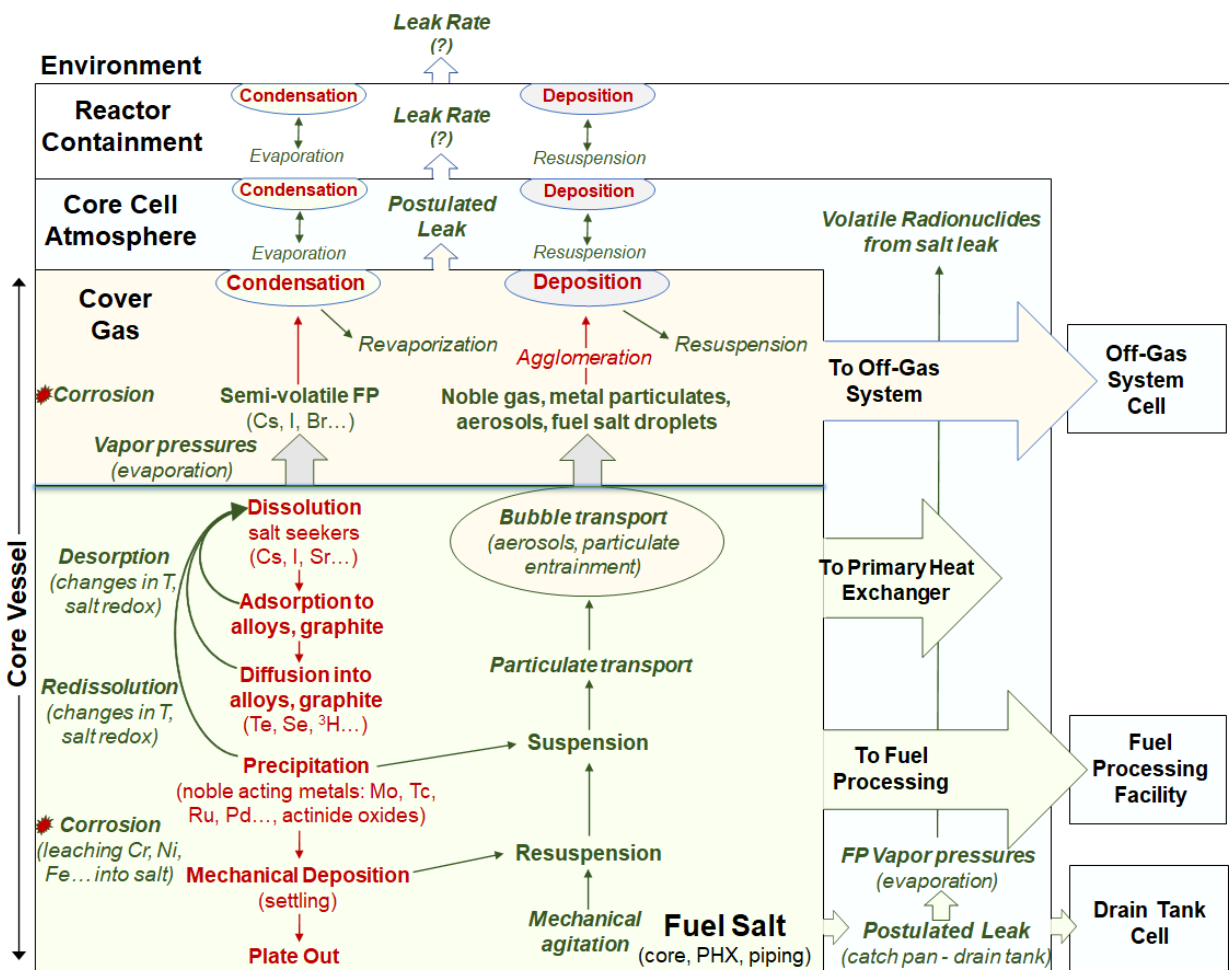 Leak Rate
(?)
Environment
Reactor
Containment
Condensation
Evaporation
Leak Rate
(?)
Deposition
Resuspension
Core Cell
Atmosphere
Condensation
Evaporation
Postulated
Leak
Deposition
Resuspension
Volatile Radionuclides
from salt leak
Core Vessel
Cover
Gas
Condensation
Revaporization
Deposition
Agglomeration
Resuspension
Corrosion
Semi-volatile FP
(Cs, I, Br…)
Noble gas, metal particulates,
aerosols, fuel salt droplets
Vapor pressures
(evaporation)
To Off-Gas
System
Off-Gas
System
Cell
Dissolution
salt seekers
(Cs, I, Sr…)
Desorption
(changes in T,
salt redox)
Adsorption to
alloys, graphite
Redissolution
(changes in T,
salt redox)
Diffusion into
alloys, graphite
(Te, Se, ³H…)
Precipitation
(noble acting metals: Mo, Tc,
Ru, Pd…, actinide oxides)
Corrosion
(leaching Cr, Ni,
Fe… into salt)
Mechanical Deposition
(settling)
Plate Out
Bubble transport
(aerosols, particulate
entrainment)
Particulate transport
Suspension
Resuspension
Mechanical
agitation
Fuel Salt
(core, PHX, piping)
To Primary Heat
Exchanger
To Fuel
Processing
Fuel
Processing
Facility
FP Vapor pressures
(evaporation)
Postulated Leak
(catch pan - drain tank)
Drain Tank
Cell